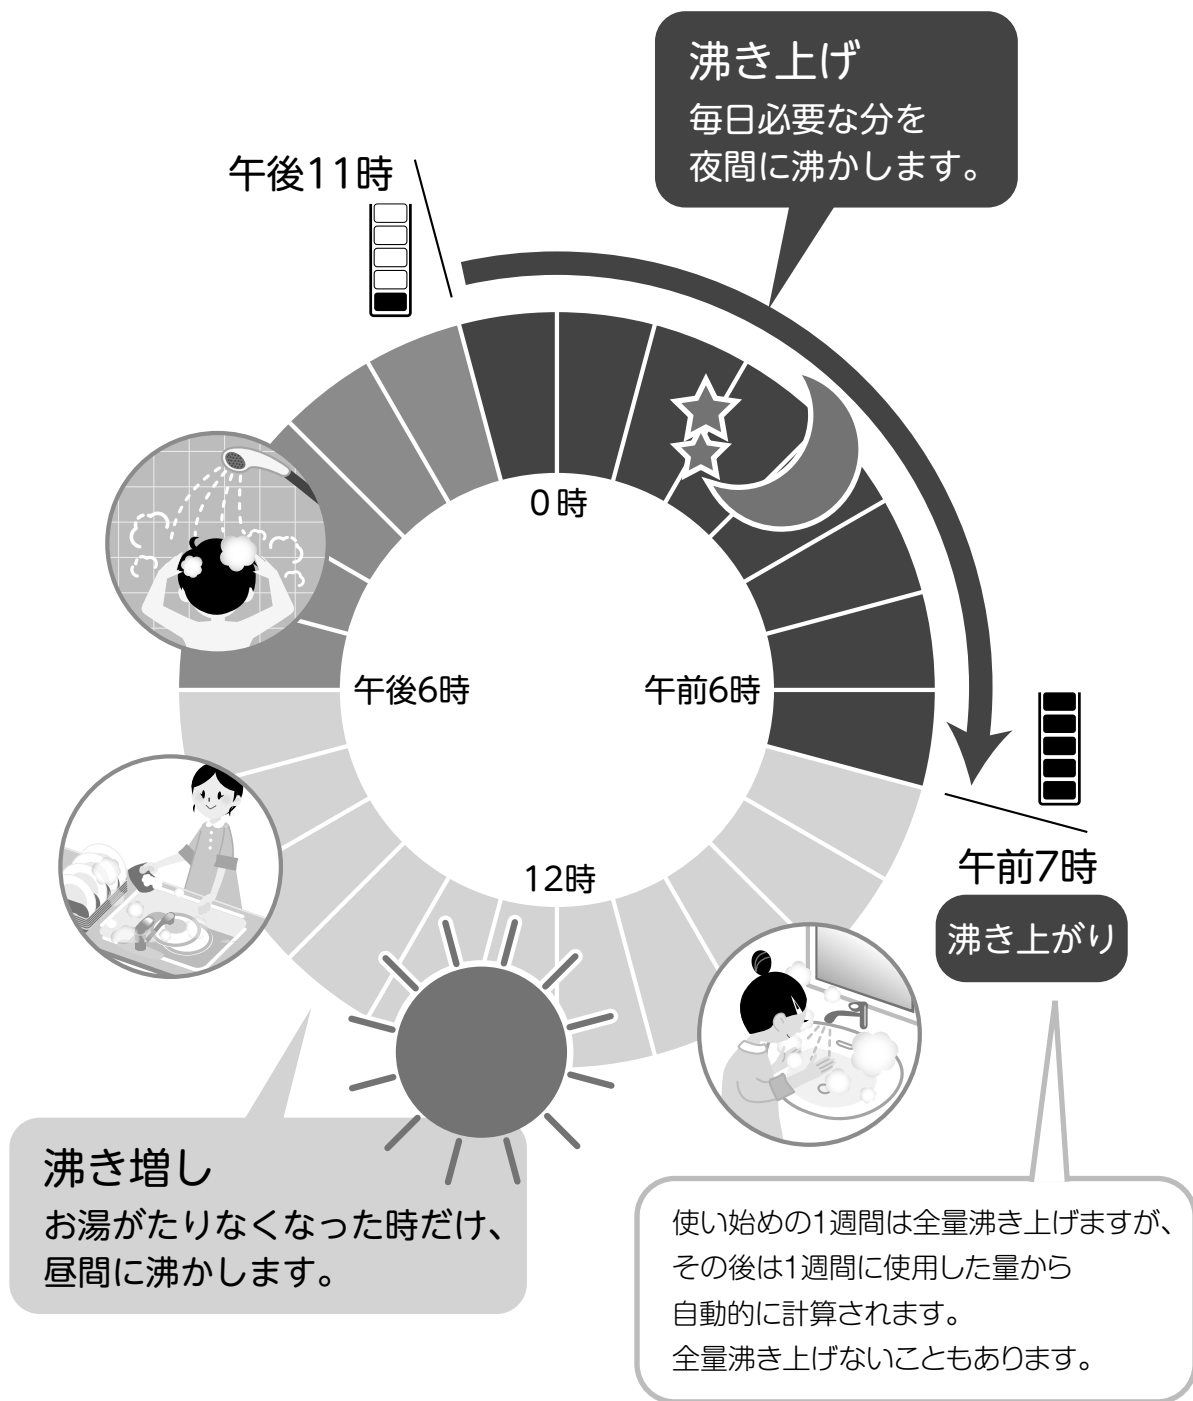 沸き上げ
毎日必要な分を
夜間に沸かします。
午後11時
0時
午後6時
午前6時
12時
午前7時
沸き上がり
沸き増し
お湯がたりなくなった時だけ、
昼間に沸かします。
使い始めの1週間は全量沸き上げますが、
その後は1週間に使用した量から
自動的に計算されます。
全量沸き上げないこともあります。